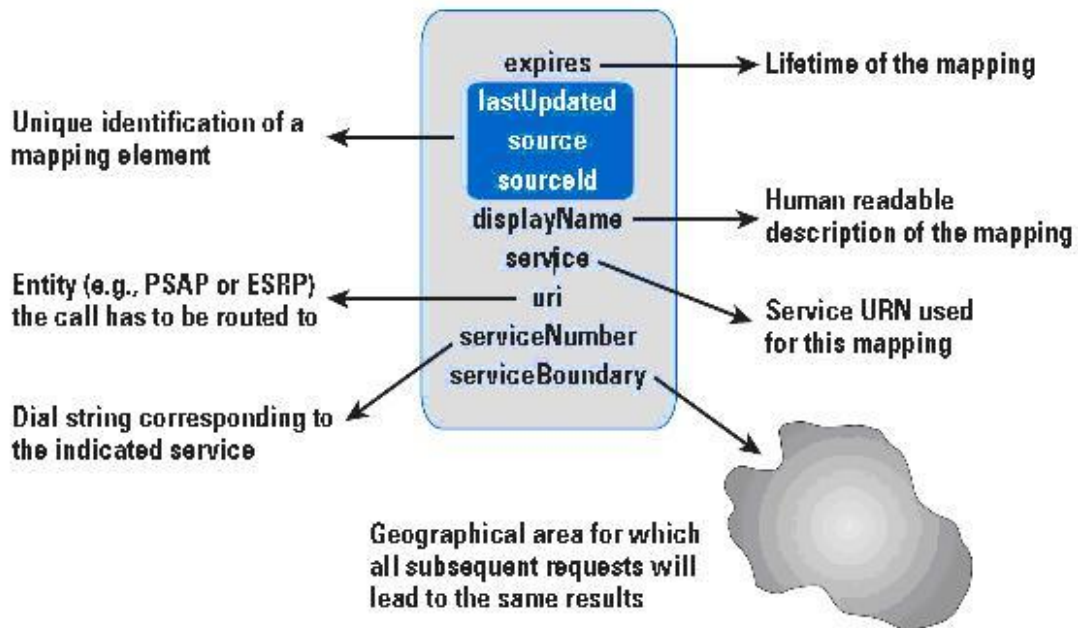 expires
Lifetime of the mapping
lastUpdated
source
sourceId
Unique identification of a
mapping element
displayName
Human readable
description of the mapping
service
Service URN used
for this mapping
Entity (e.g., PSAP or ESRP)
the call has to be routed to
uri
serviceNumber
serviceBoundary
Dial string corresponding to
the indicated service
Geographical area for which
all subsequent requests will
lead to the same results